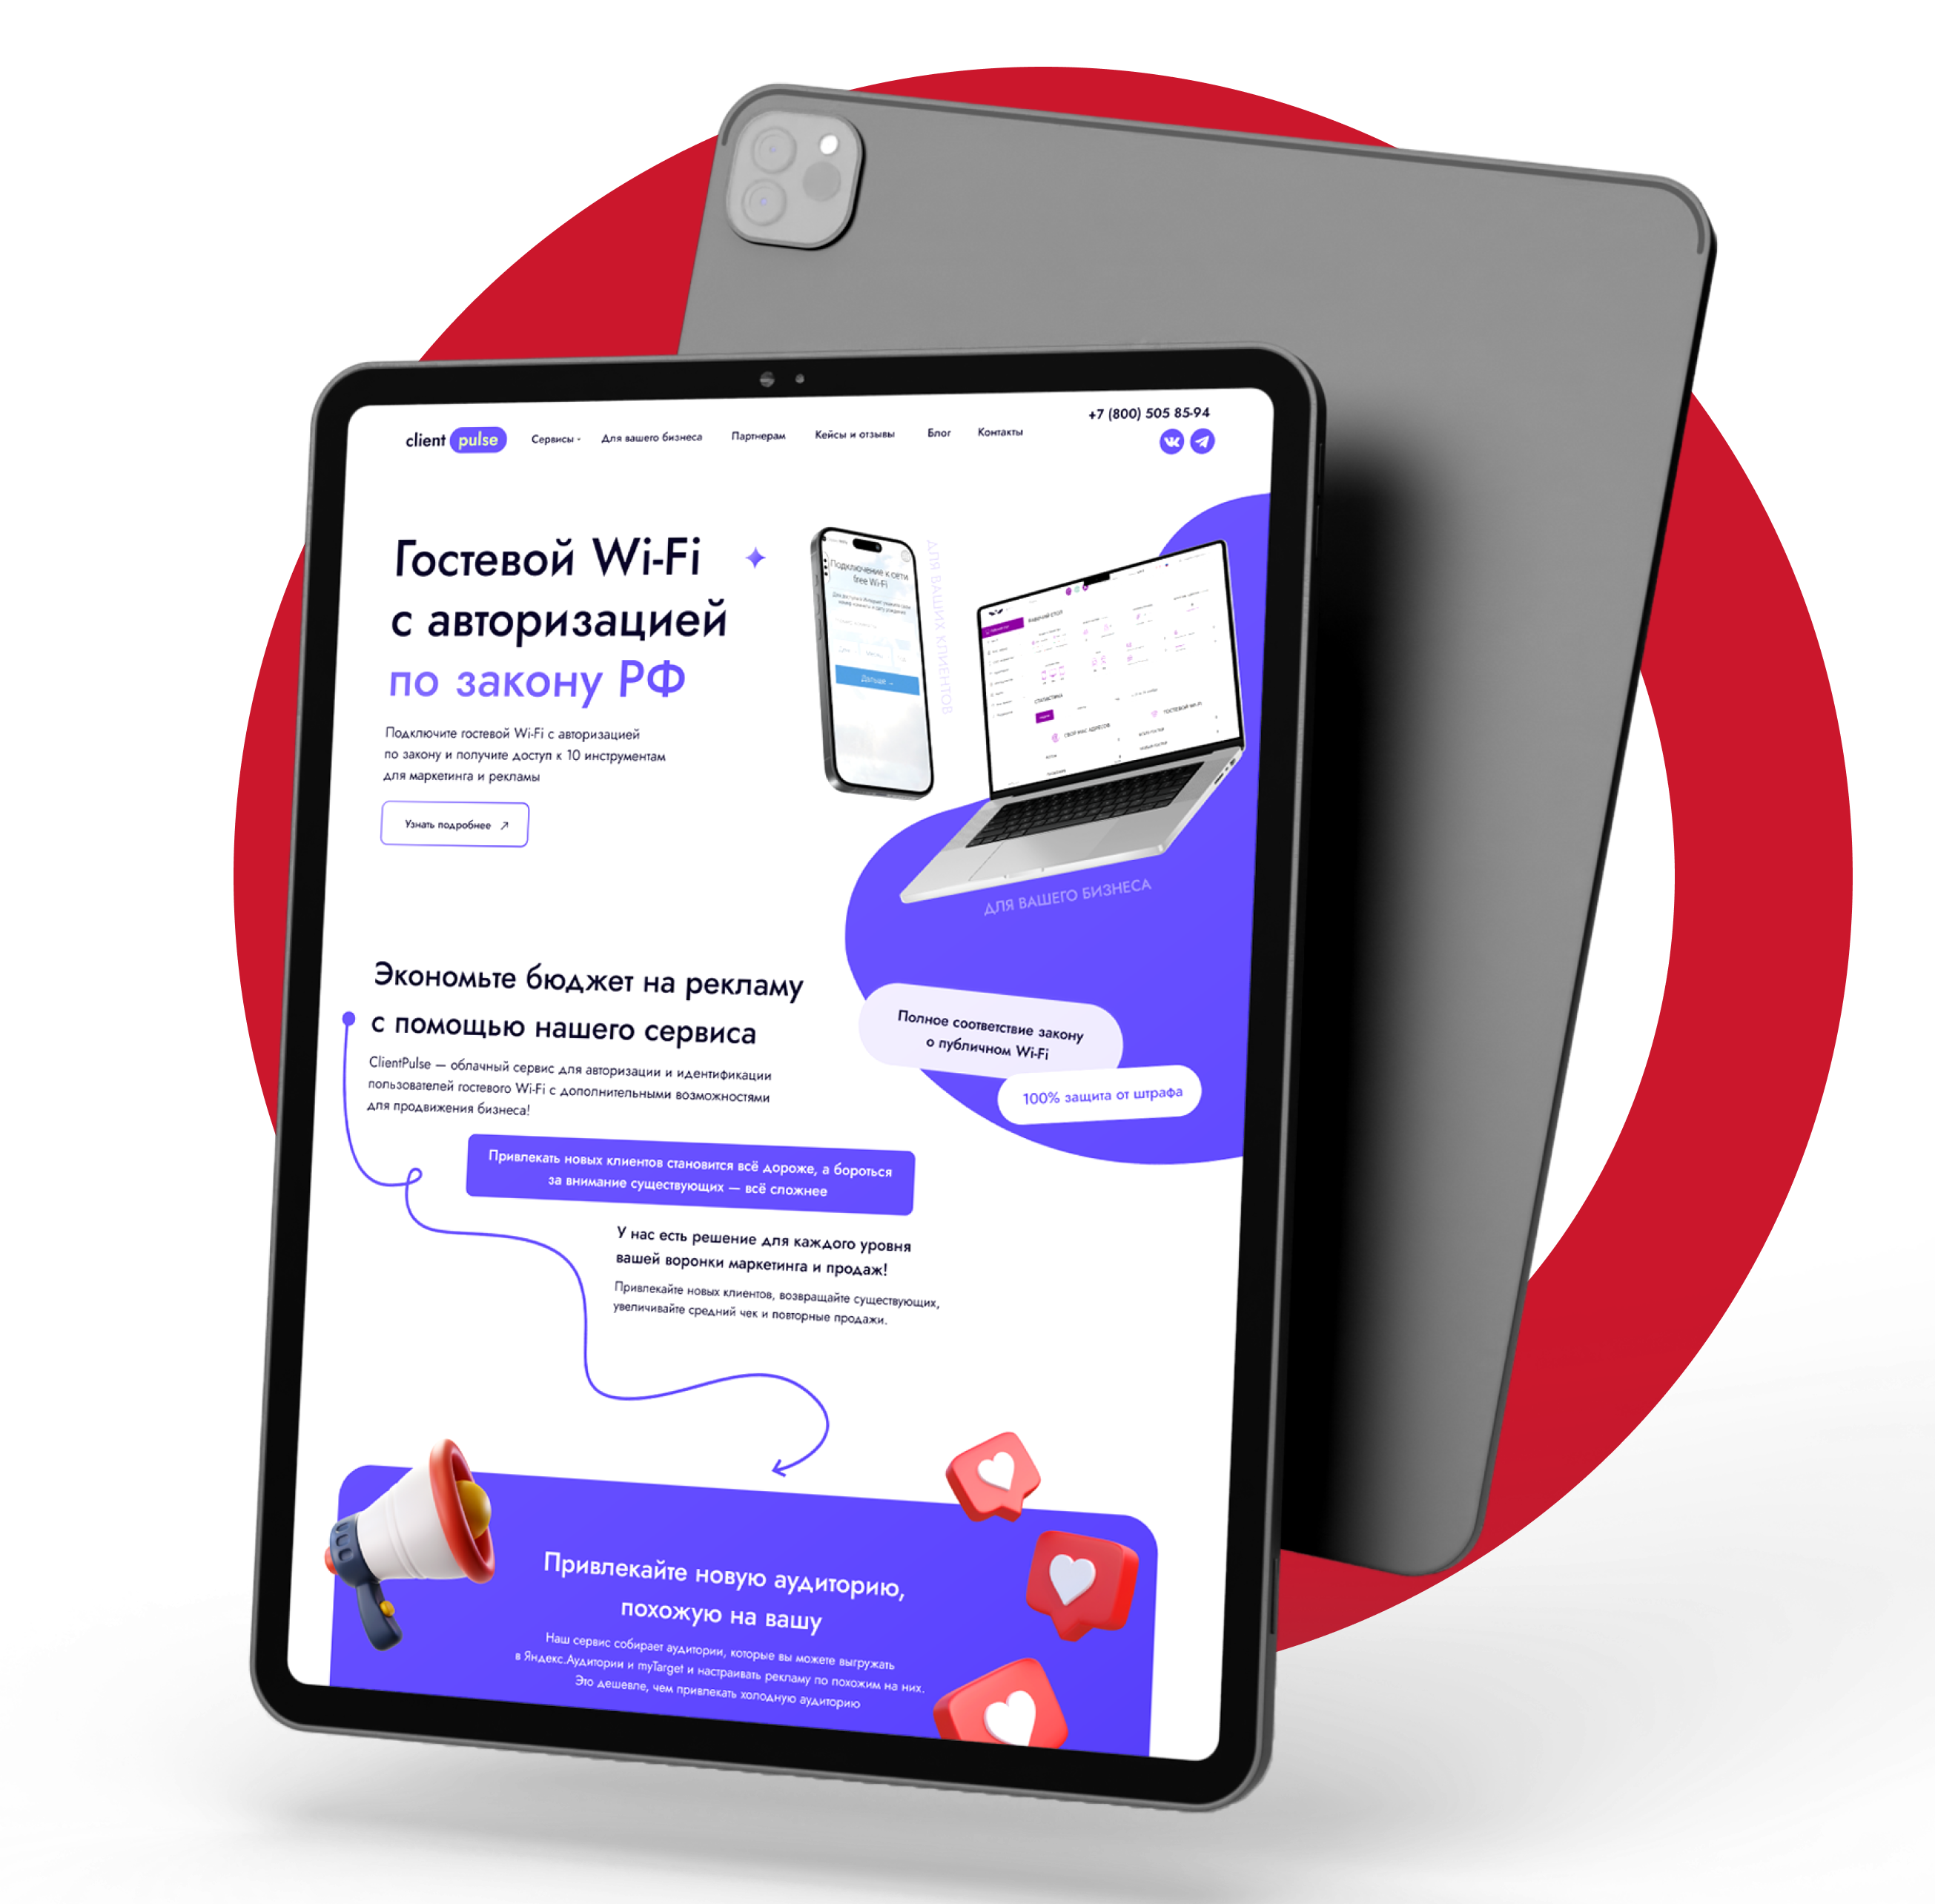 client pulse
Сервисы
Для вашего бизнеса
Партнерам
Кейсы и отзывы
Блог
Контакты
+7 (800) 505 85-94
Гостевой Wi-Fi
с авторизацией
по закону РФ
Подключите гостевой Wi-Fi с авторизацией
по закону и получите доступ к 10 инструментам
для маркетинга и рекламы
Узнать подробнее ↗
Подключение к сети
free Wi-Fi
Дальше →
ДЛЯ ВАШИХ КЛИЕНТОВ
РАБОЧИЙ СТОЛ
СТАТИСТИКА
ГОСТЕВОЙ WI-FI
ДЛЯ ВАШЕГО БИЗНЕСА
Экономьте бюджет на рекламу
с помощью нашего сервиса
ClientPulse — облачный сервис для авторизации и идентификации
пользователей гостевого Wi-Fi с дополнительными возможностями
для продвижения бизнеса!
Полное соответствие закону
о публичном Wi-Fi
100% защита от штрафа
Привлекать новых клиентов становится всё дороже, а бороться
за внимание существующих — всё сложнее
У нас есть решение для каждого уровня
вашей воронки маркетинга и продаж!
Привлекайте новых клиентов, возвращайте существующих,
увеличивайте средний чек и повторные продажи.
Привлекайте новую аудиторию,
похожую на вашу
Наш сервис собирает аудитории, которые вы можете выгружать
в Яндекс.Аудитории и myTarget и настраивать рекламу по похожим на них.
Это дешевле, чем привлекать холодную аудиторию